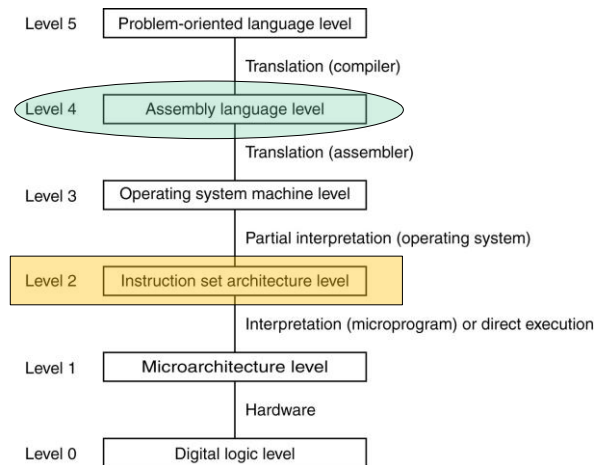 Level 5 Problem-oriented language level
Translation (compiler)
Level 4 Assembly language level
Translation (assembler)
Level 3 Operating system machine level
Partial interpretation (operating system)
Level 2 Instruction set architecture level
Interpretation (microprogram) or direct execution
Level 1 Microarchitecture level
Hardware
Level 0 Digital logic level